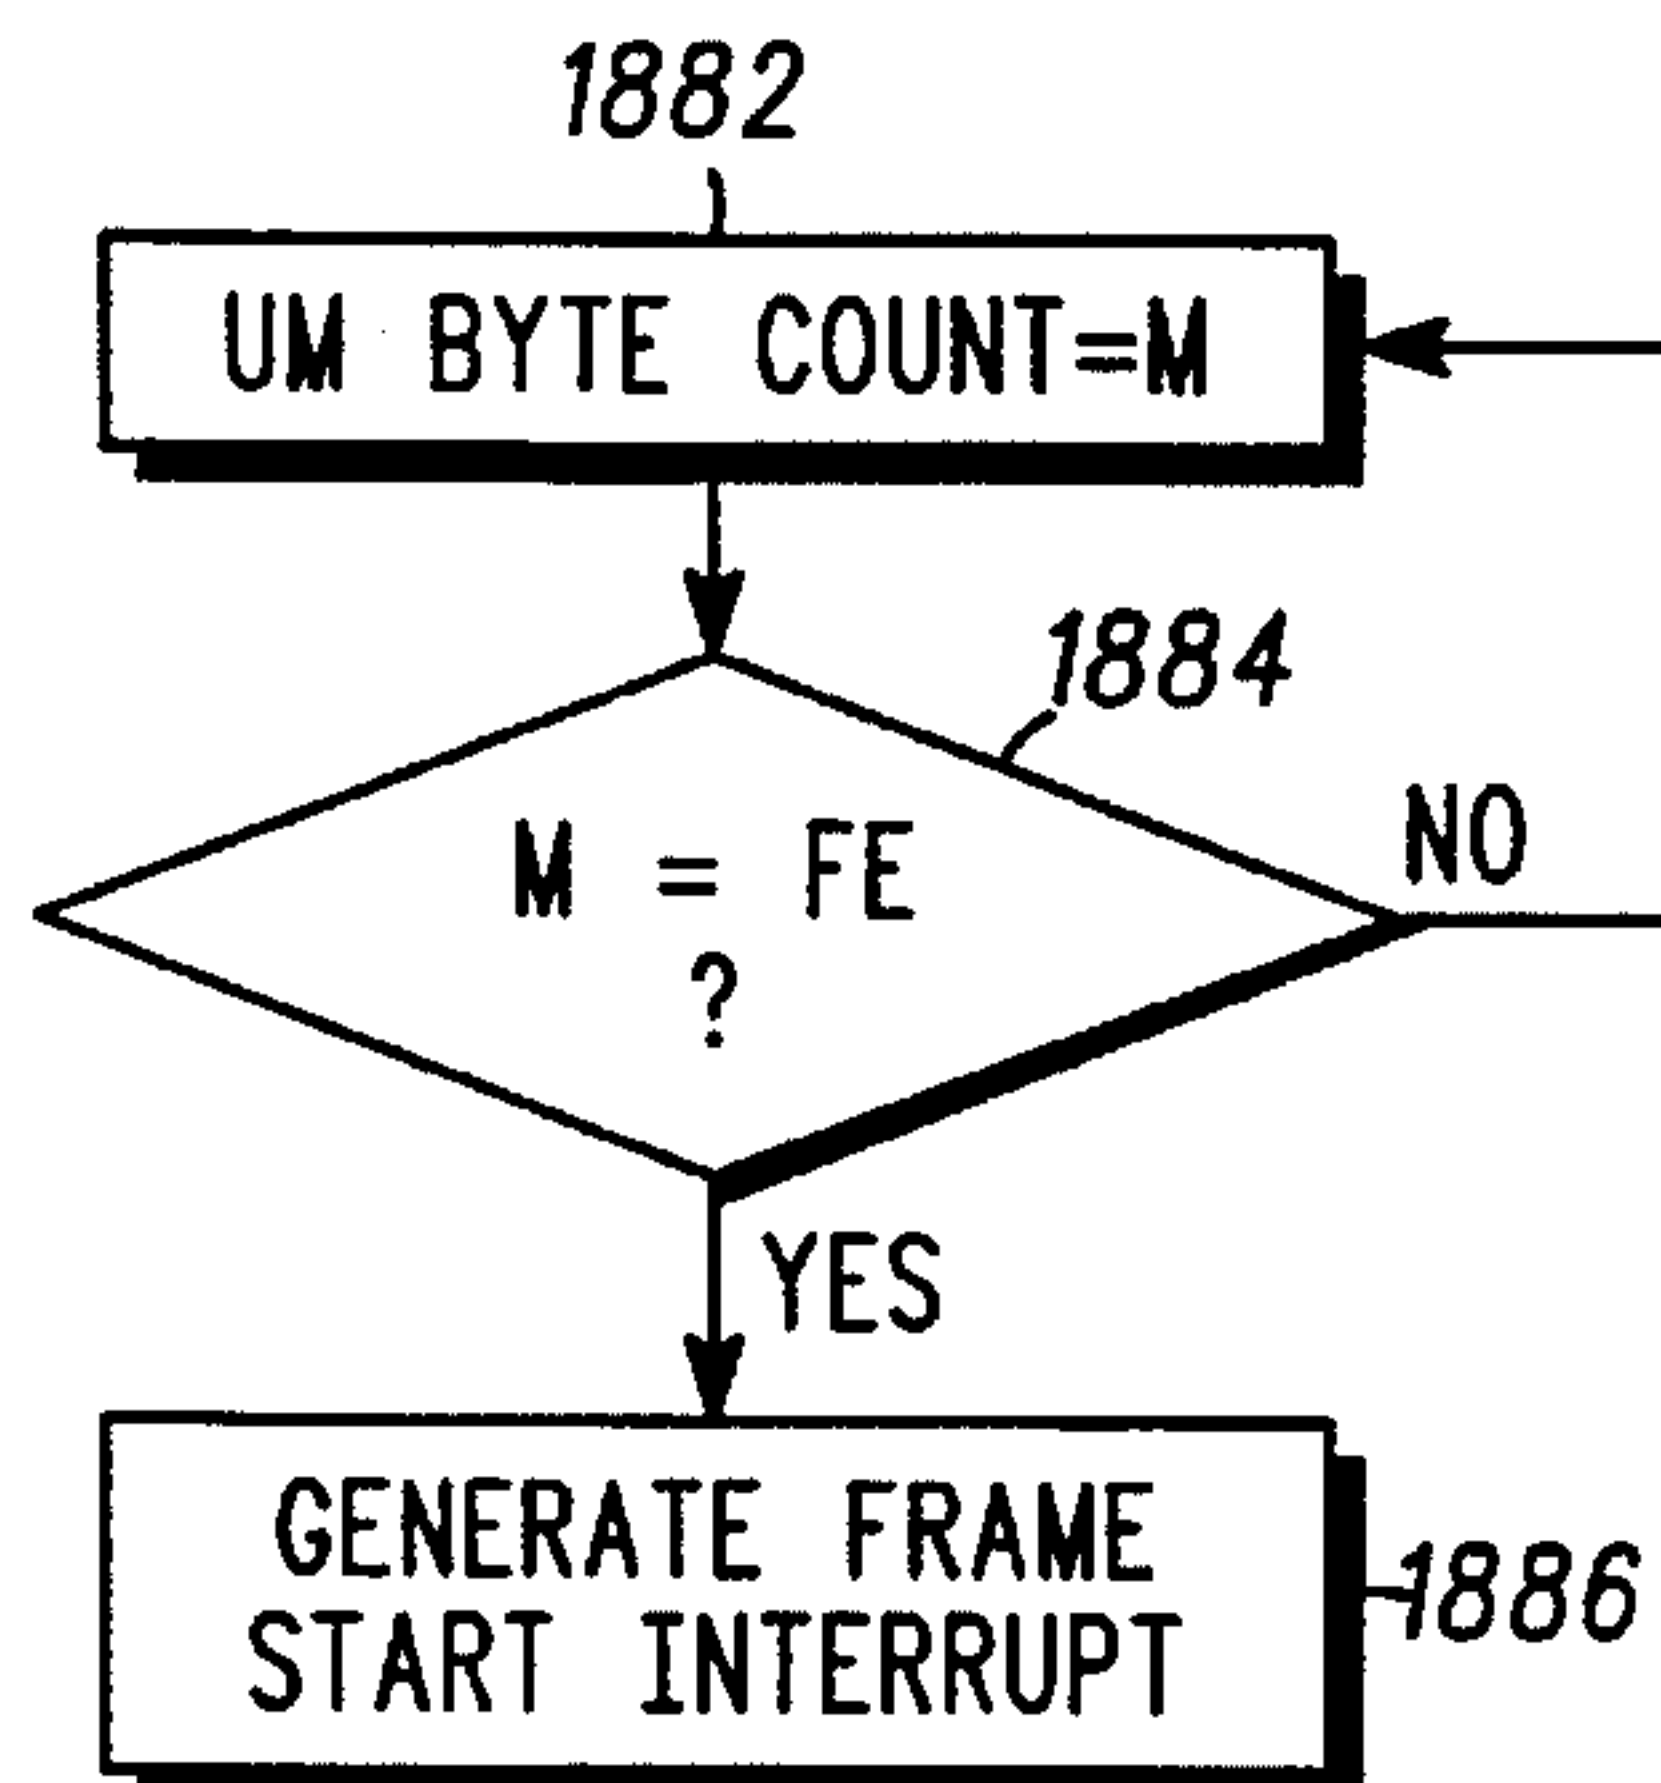 1882
UM BYTE COUNT=M
1884
M = FE
?
NO
YES
GENERATE FRAME
START INTERRUPT
1886